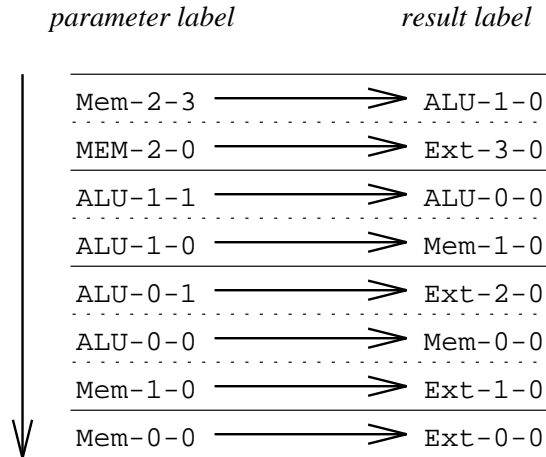 parameter label result label
Mem-2-3 ALU-1-0
MEM-2-0 Ext-3-0
ALU-1-1 ALU-0-0
ALU-1-0 Mem-1-0
ALU-0-1 Ext-2-0
ALU-0-0 Mem-0-0
Mem-1-0 Ext-1-0
Mem-0-0 Ext-0-0